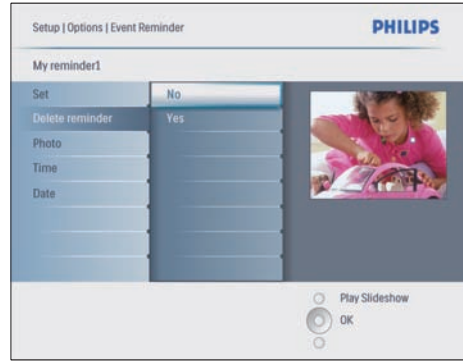 Setup | Options | Event Reminder
PHILIPS
My reminder1
Set
No
Delete reminder
Yes
Photo
Time
Date
Play Slideshow
OK